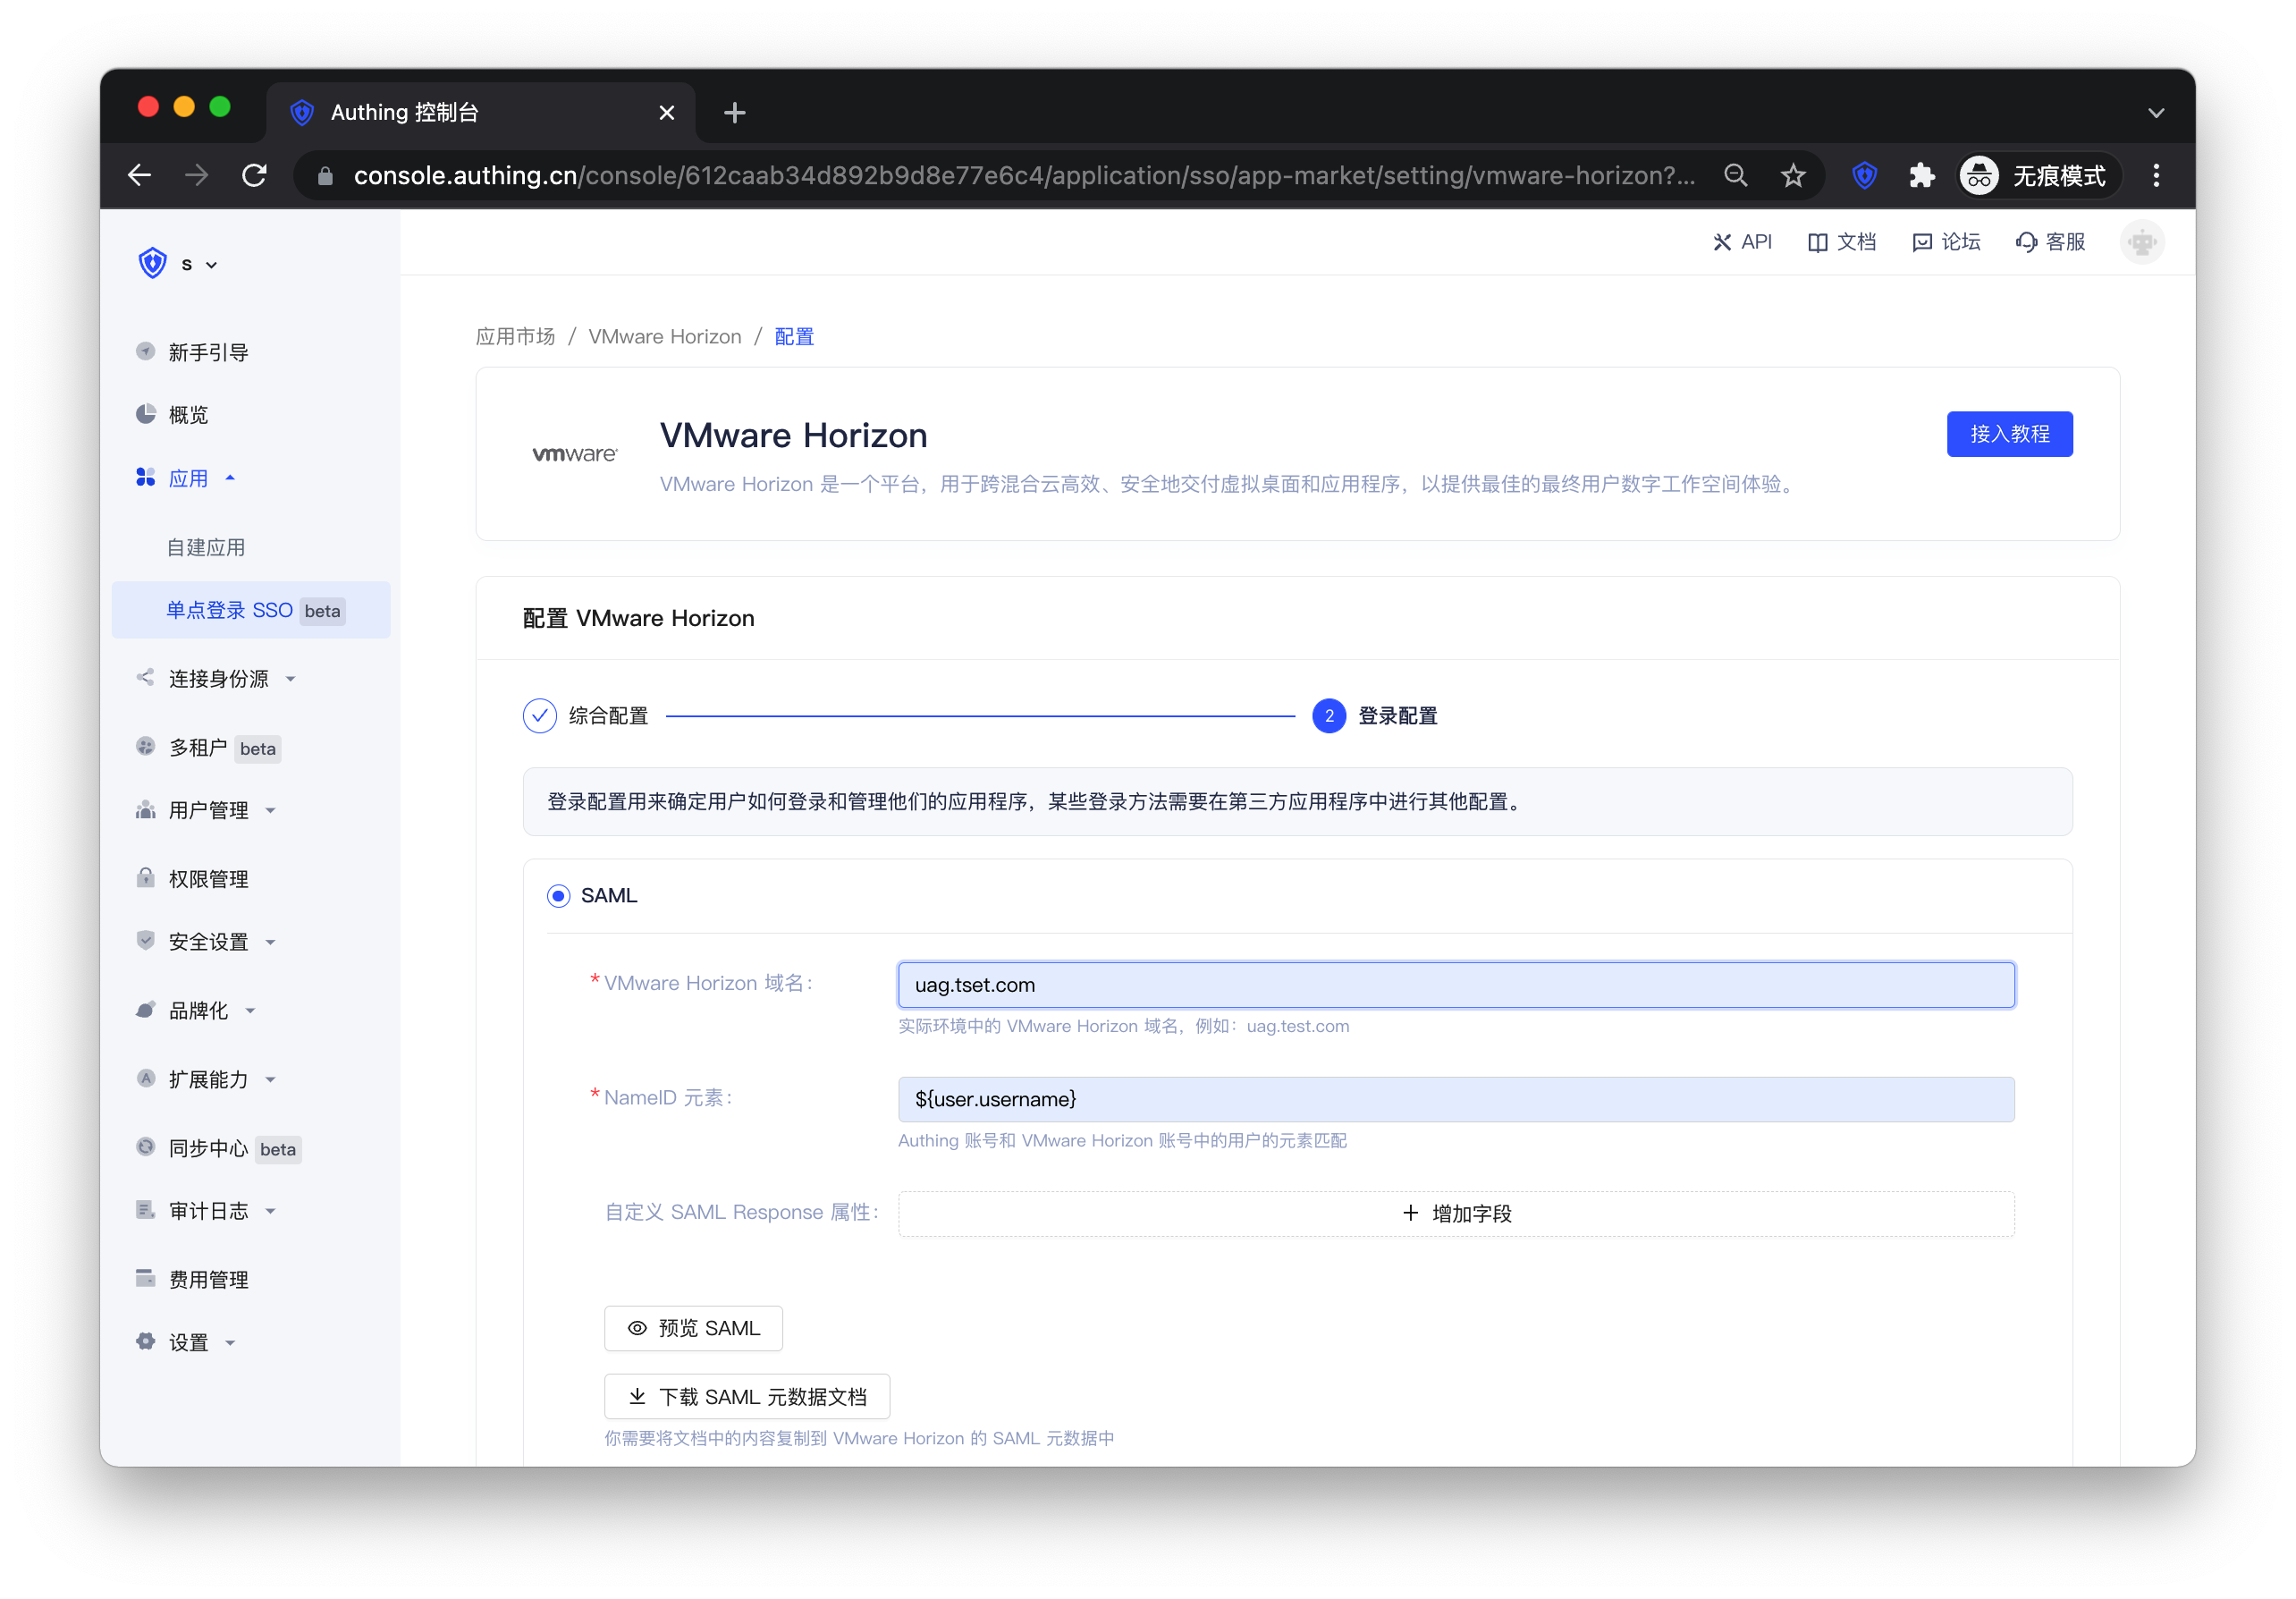 Authing 控制台
console.authing.cn/console/612caab34d892b9d8e77e6c4/application/sso/app-market/setting/vmware-horizon?...
无痕模式
s
API
文档
论坛
客服
新手引导
概览
应用
自建应用
单点登录 SSO beta
连接身份源
多租户 beta
用户管理
权限管理
安全设置
品牌化
扩展能力
同步中心 beta
审计日志
费用管理
设置
应用市场 / VMware Horizon / 配置
vmware
VMware Horizon
接入教程
VMware Horizon 是一个平台，用于跨混合云高效、安全地交付虚拟桌面和应用程序，以提供最佳的最终用户数字工作空间体验。
配置 VMware Horizon
综合配置
2 登录配置
登录配置用来确定用户如何登录和管理他们的应用程序，某些登录方法需要在第三方应用程序中进行其他配置。
SAML
* VMware Horizon 域名：
uag.tset.com
实际环境中的 VMware Horizon 域名，例如：uag.test.com
* NameID 元素：
${user.username}
Authing 账号和 VMware Horizon 账号中的用户的元素匹配
自定义 SAML Response 属性：
+ 增加字段
预览 SAML
下载 SAML 元数据文档
你需要将文档中的内容复制到 VMware Horizon 的 SAML 元数据中